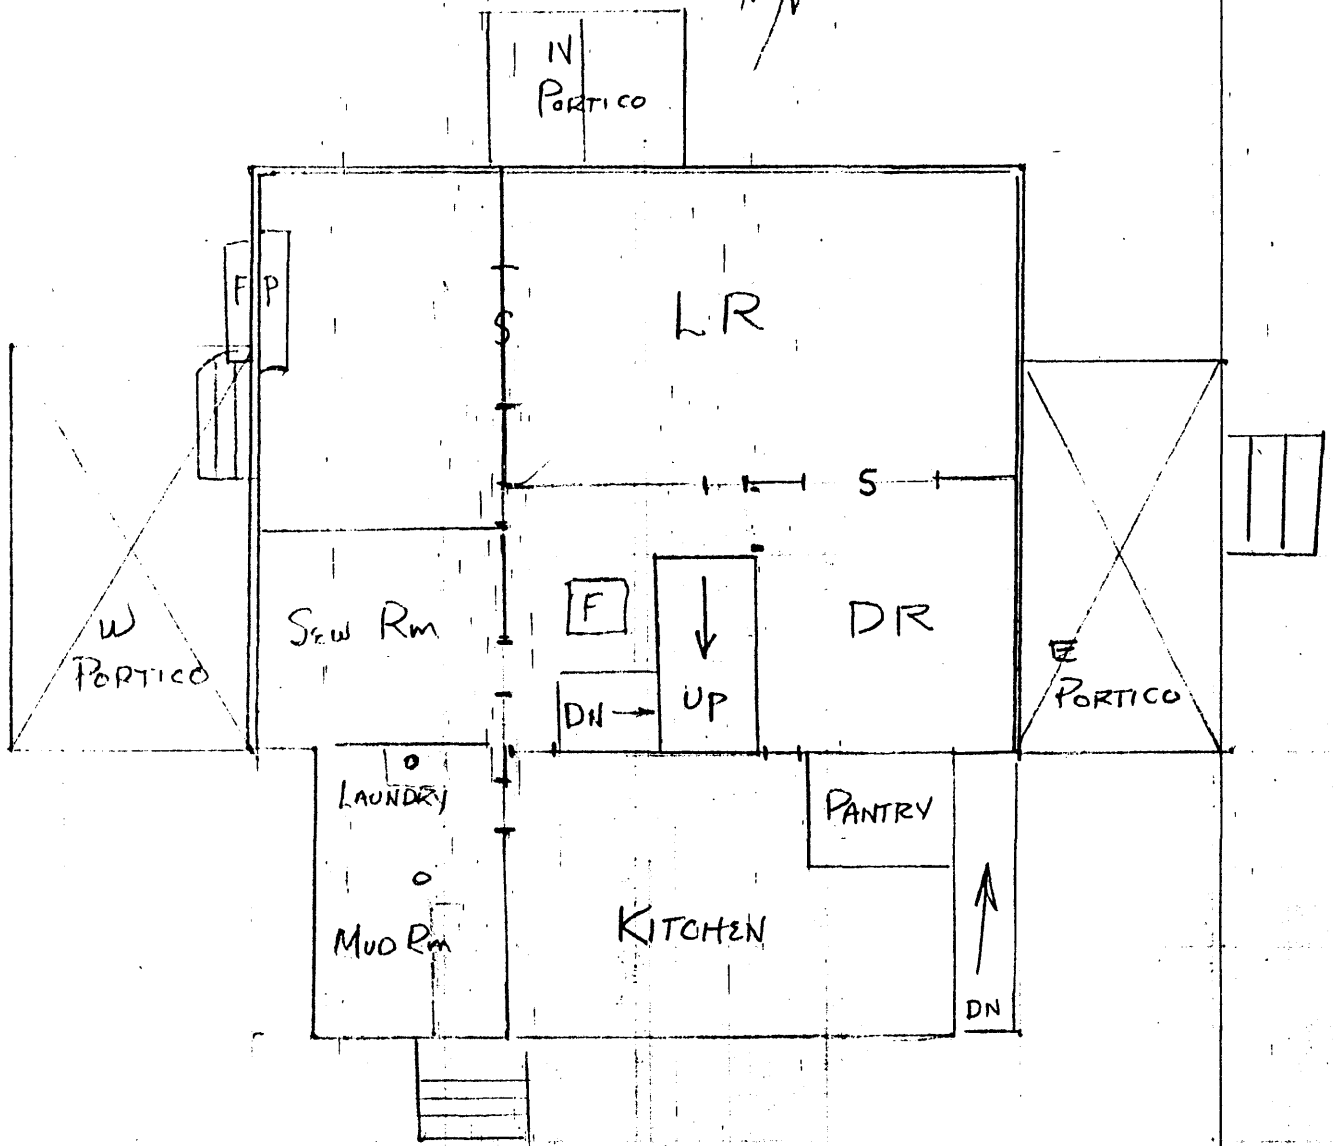 N
N
PORTICO
F P
S
LR
S
W
PORTICO
SEW RM
F
DN
UP
DR
E
PORTICO
LAUNDRY
PANTRY
MUD RM
KITCHEN
DN